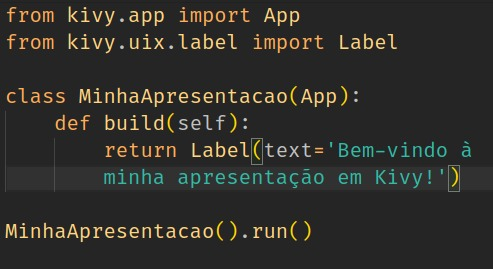 from kivy.app import App
from kivy.uix.label import Label

class MinhaApresentacao(App):
    def build(self):
        return Label(text='Bem-vindo à
        minha apresentação em Kivy!')

MinhaApresentacao().run()